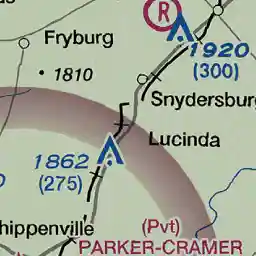 R
Fryburg
1920
(300)
1810
Snydersburg
Lucinda
1862
(275)
hippenville
(Pvt)
PARKER-CRAMER